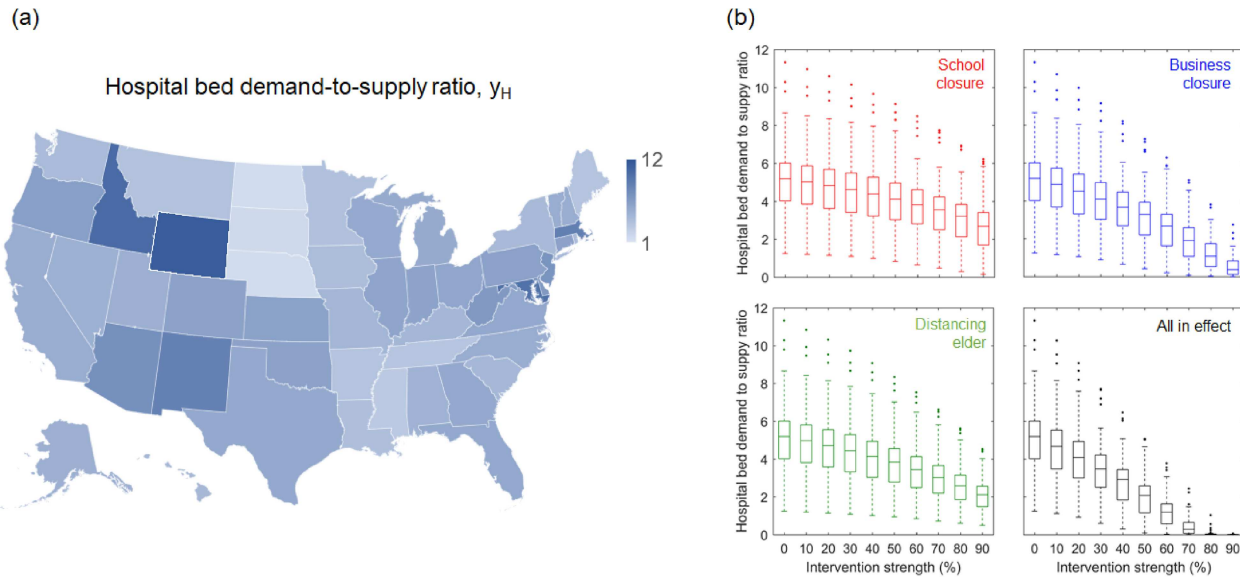 (a)
Hospital bed demand-to-supply ratio, yH
12
1
(b)
Hospital bed demand to suppy ratio
12
10
8
6
4
2
0
School
closure
Business
closure
Hospital bed demand to suppy ratio
12
10
8
6
4
2
0
Distancing
elder
All in effect
0 10 20 30 40 50 60 70 80 90
Intervention strength (%)
0 10 20 30 40 50 60 70 80 90
Intervention strength (%)